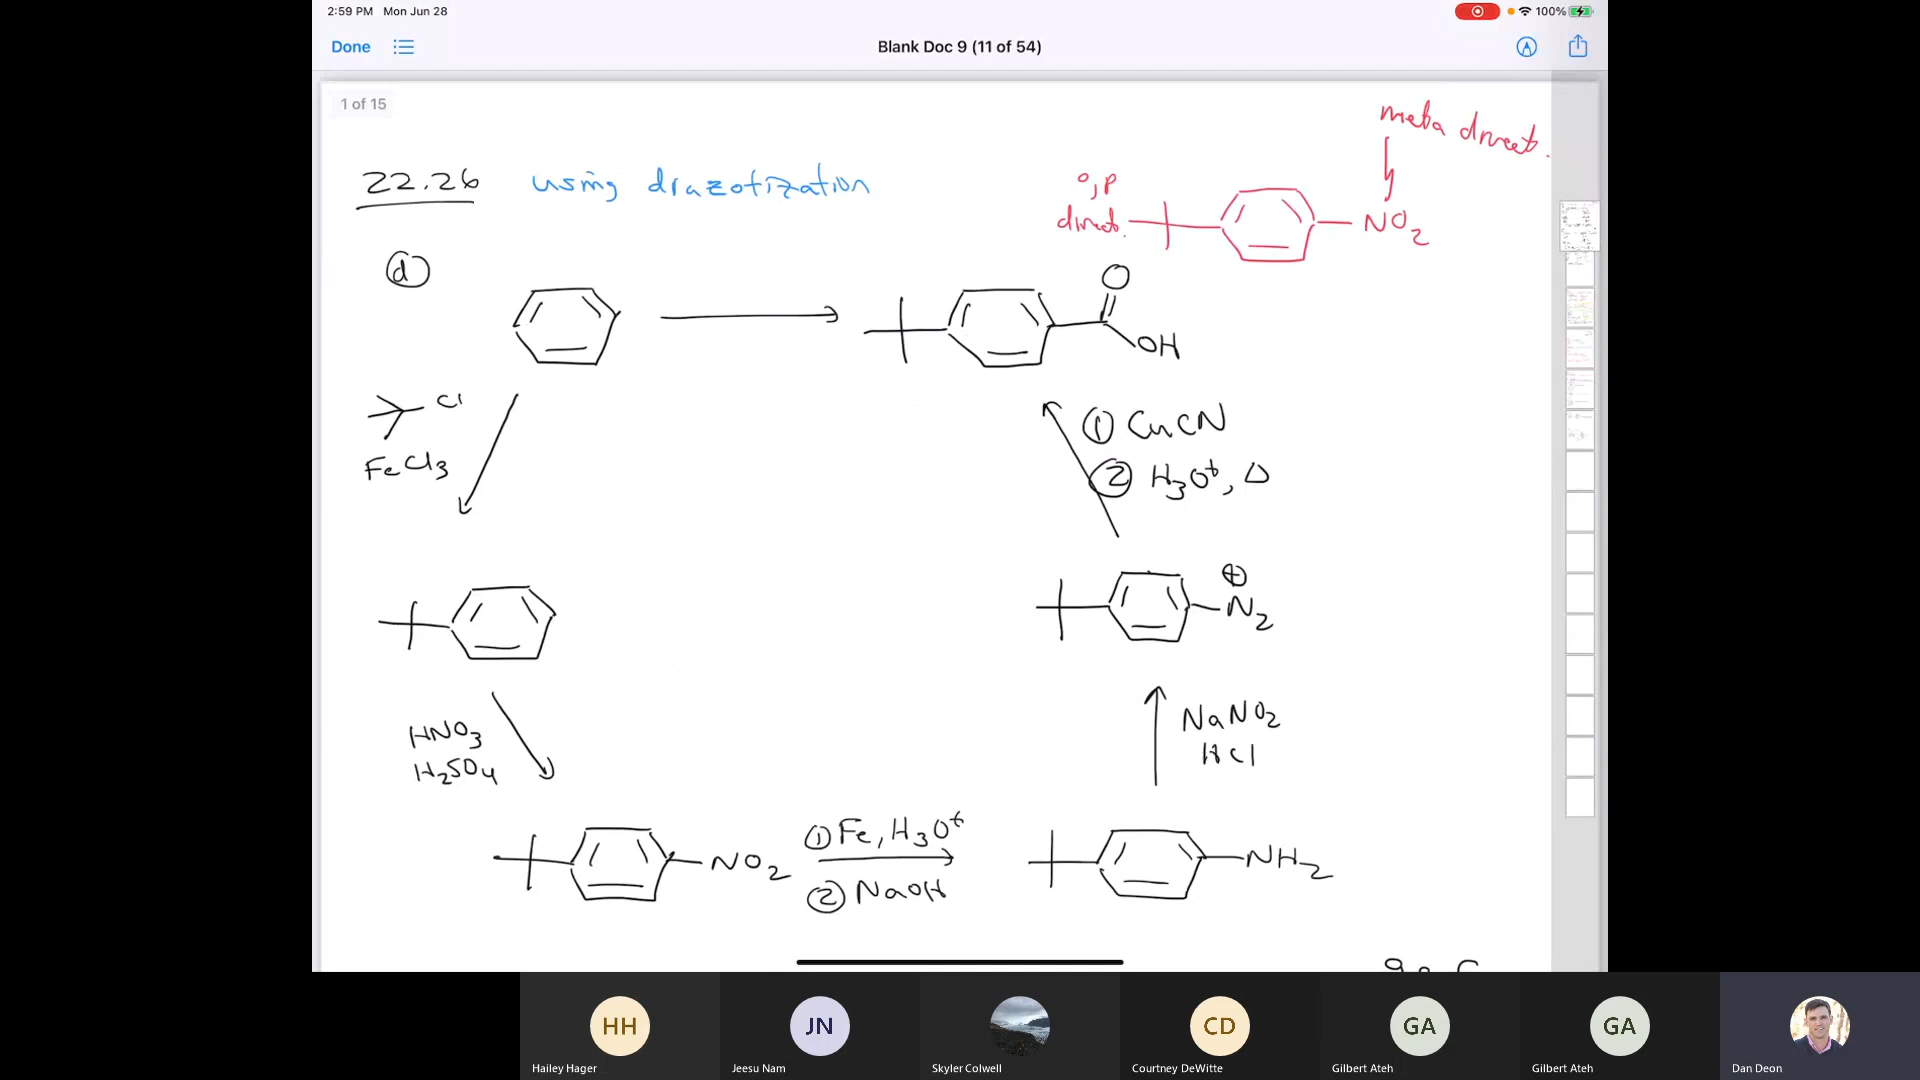 2:59 PM Mon Jun 28
100%
Done
Blank Doc 9 (11 of 54)
1 of 15
meta direct.
22.26 using diazotization
o,p
direct.
NO2
d
O
OH
Cl
FeCl3
① CuCN
② H3O+, Δ
⊕
N2
HNO3
H2SO4
NaNO2
HCl
NO2
① Fe, H3O+
② NaOH
NH2
HH
JN
CD
GA
GA
Hailey Hager
Jeesu Nam
Skyler Colwell
Courtney DeWitte
Gilbert Ateh
Gilbert Ateh
Dan Deon